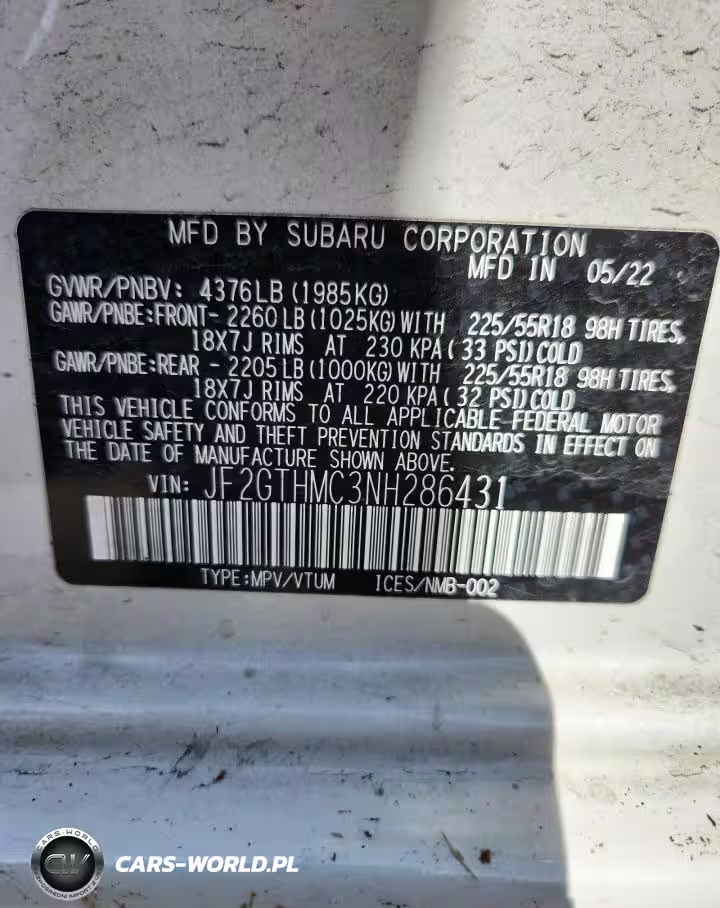 MFD BY SUBARU CORPORATION
MFD IN 05/22
GVWR/PNBV: 4376LB (1985KG)
GAWR/PNBE:FRONT- 2260 LB (1025KG) WITH 225/55R18 98H TIRES,
18X7J RIMS AT 230 KPA ( 33 PSI) COLD
GAWR/PNBE :REAR - 2205 LB (1000KG) WITH 225/55R18 98H TIRES,
18X7J RIMS AT 220 KPA ( 32 PSI) COLD
THIS VEHICLE CONFORMS TO ALL APPLICABLE FEDERAL MOTOR
VEHICLE SAFETY AND THEFT PREVENTION STANDARDS IN EFFECT ON
THE DATE OF MANUFACTURE SHOWN ABOVE.
VIN: JF2GTHMC3NH286431
TYPE:MPV/VTUM ICES/NMB-002
CARS-WORLD
CW
CARS-WORLD.PL